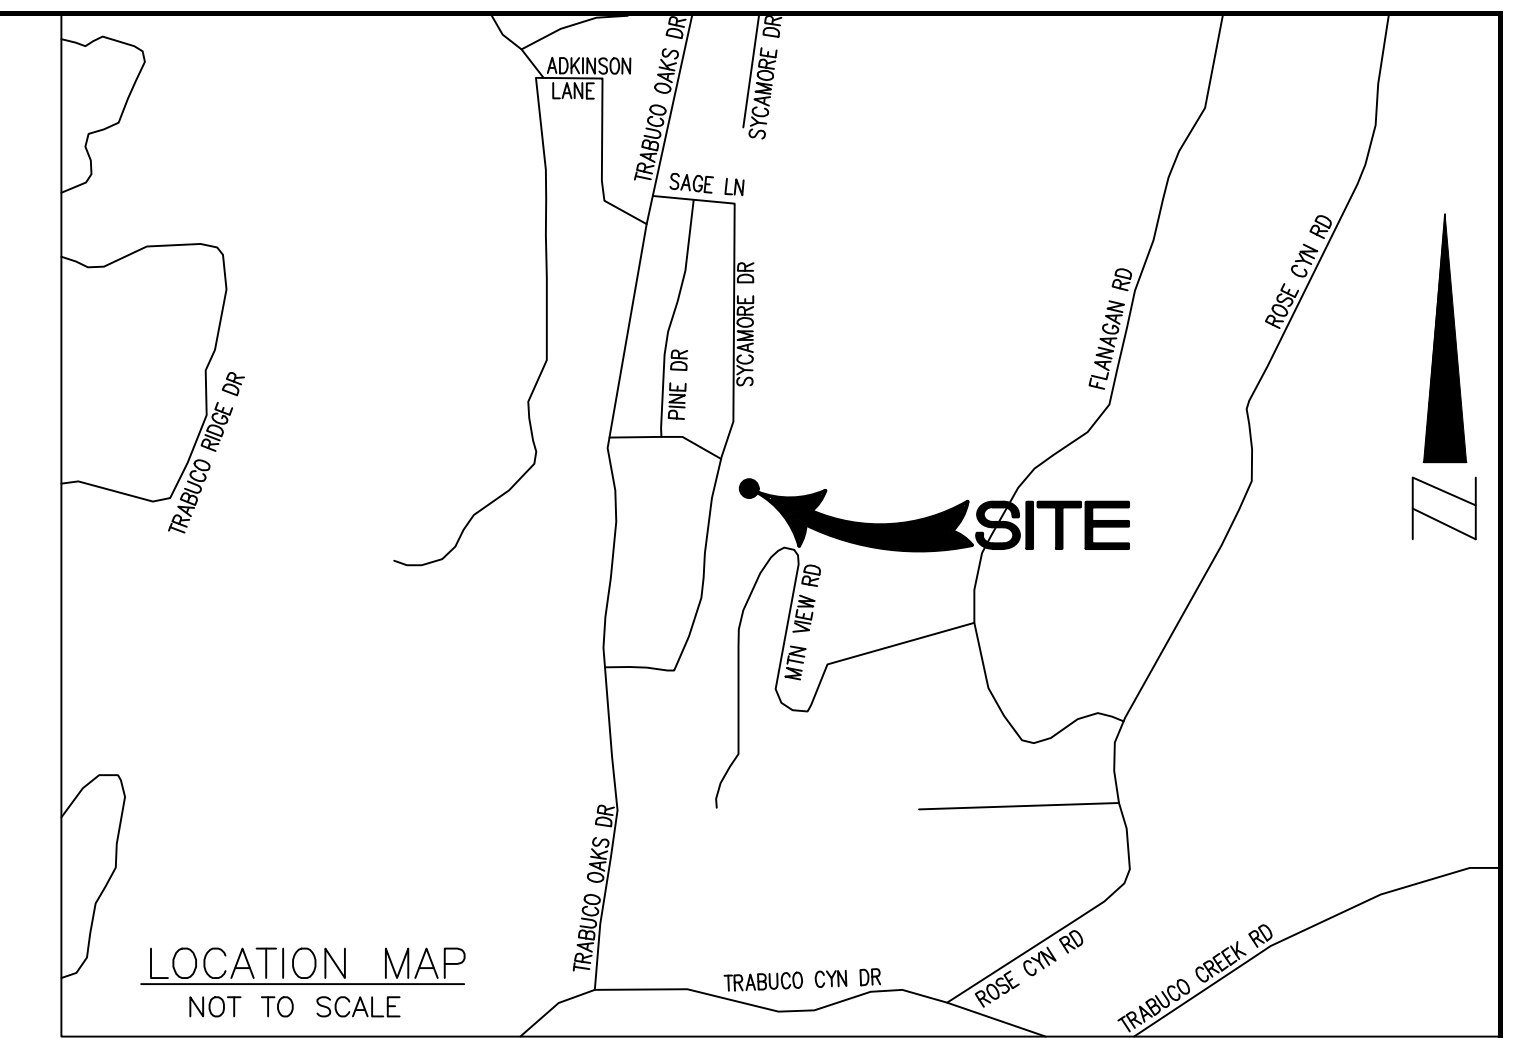 TRABUCO OAKS DR
SYCAMORE DR
ADKINSON
LANE
SAGE LN
ROSE CYN RD
FLANAGAN RD
SYCAMORE DR
PINE DR
TRABUCO RIDGE DR
SITE
N
MTN VIEW RD
TRABUCO OAKS DR
LOCATION MAP
NOT TO SCALE
TRABUCO CYN DR
ROSE CYN RD
TRABUCO CREEK RD